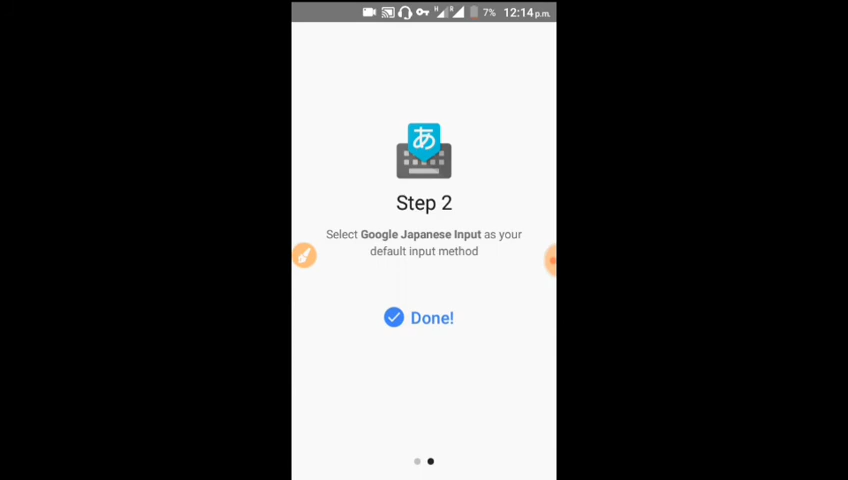 H R 7% 12:14 p.m.
あ
Step 2
Select Google Japanese Input as your
default input method
Done!